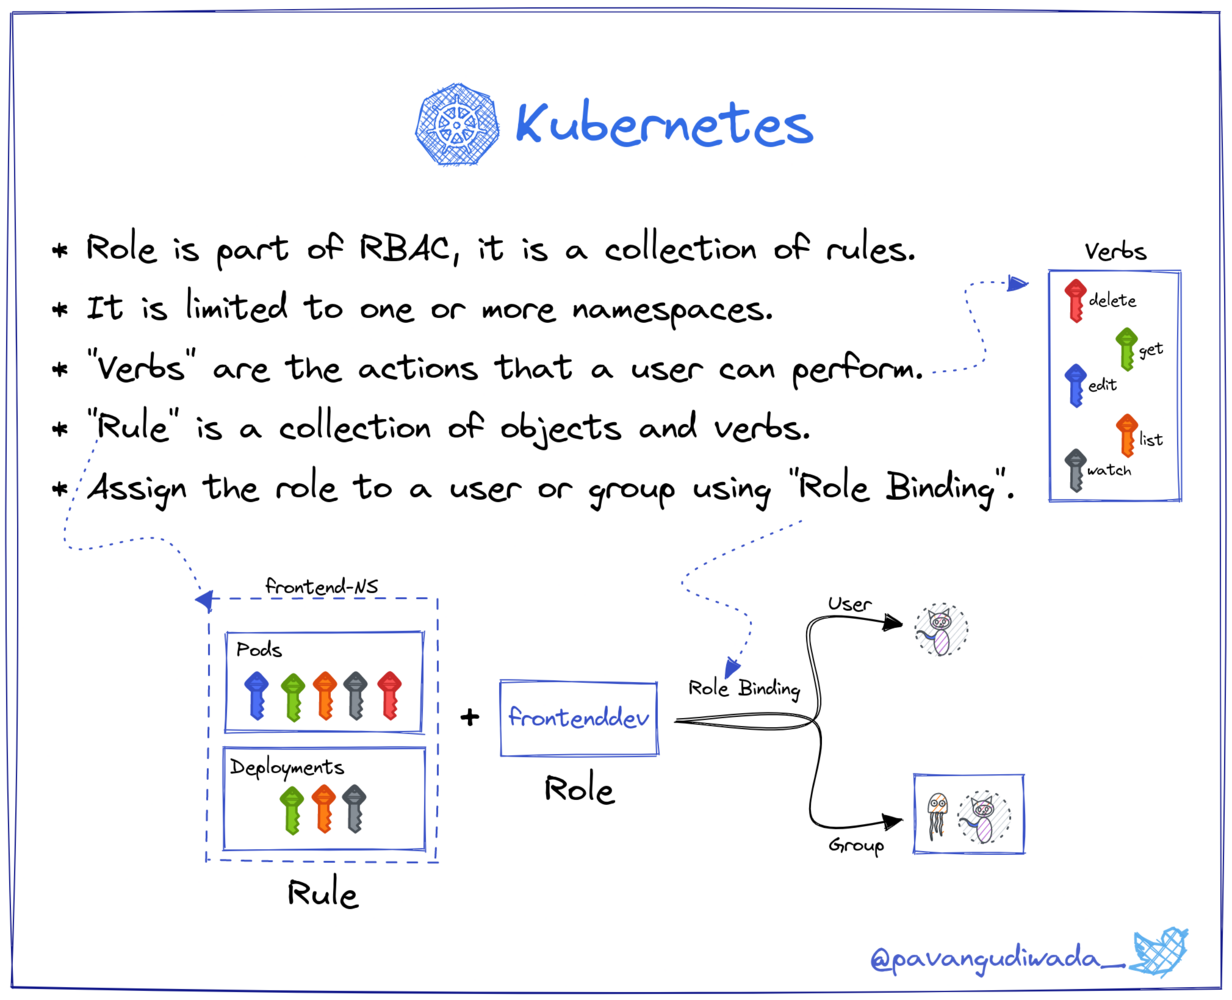 Kubernetes
* Role is part of RBAC, it is a collection of rules.
* It is limited to one or more namespaces.
* "Verbs" are the actions that a user can perform.
* "Rule" is a collection of objects and verbs.
* Assign the role to a user or group using "Role Binding".
Verbs
delete
get
edit
list
watch
frontend-NS
Pods
Deployments
Rule
+
frontenddev
Role
Role Binding
User
Group
@pavangudiwada_